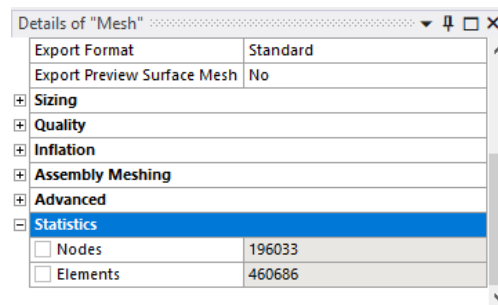 Details of "Mesh"
Export Format Standard
Export Preview Surface Mesh No
Sizing
Quality
Inflation
Assembly Meshing
Advanced
Statistics
Nodes 196033
Elements 460686